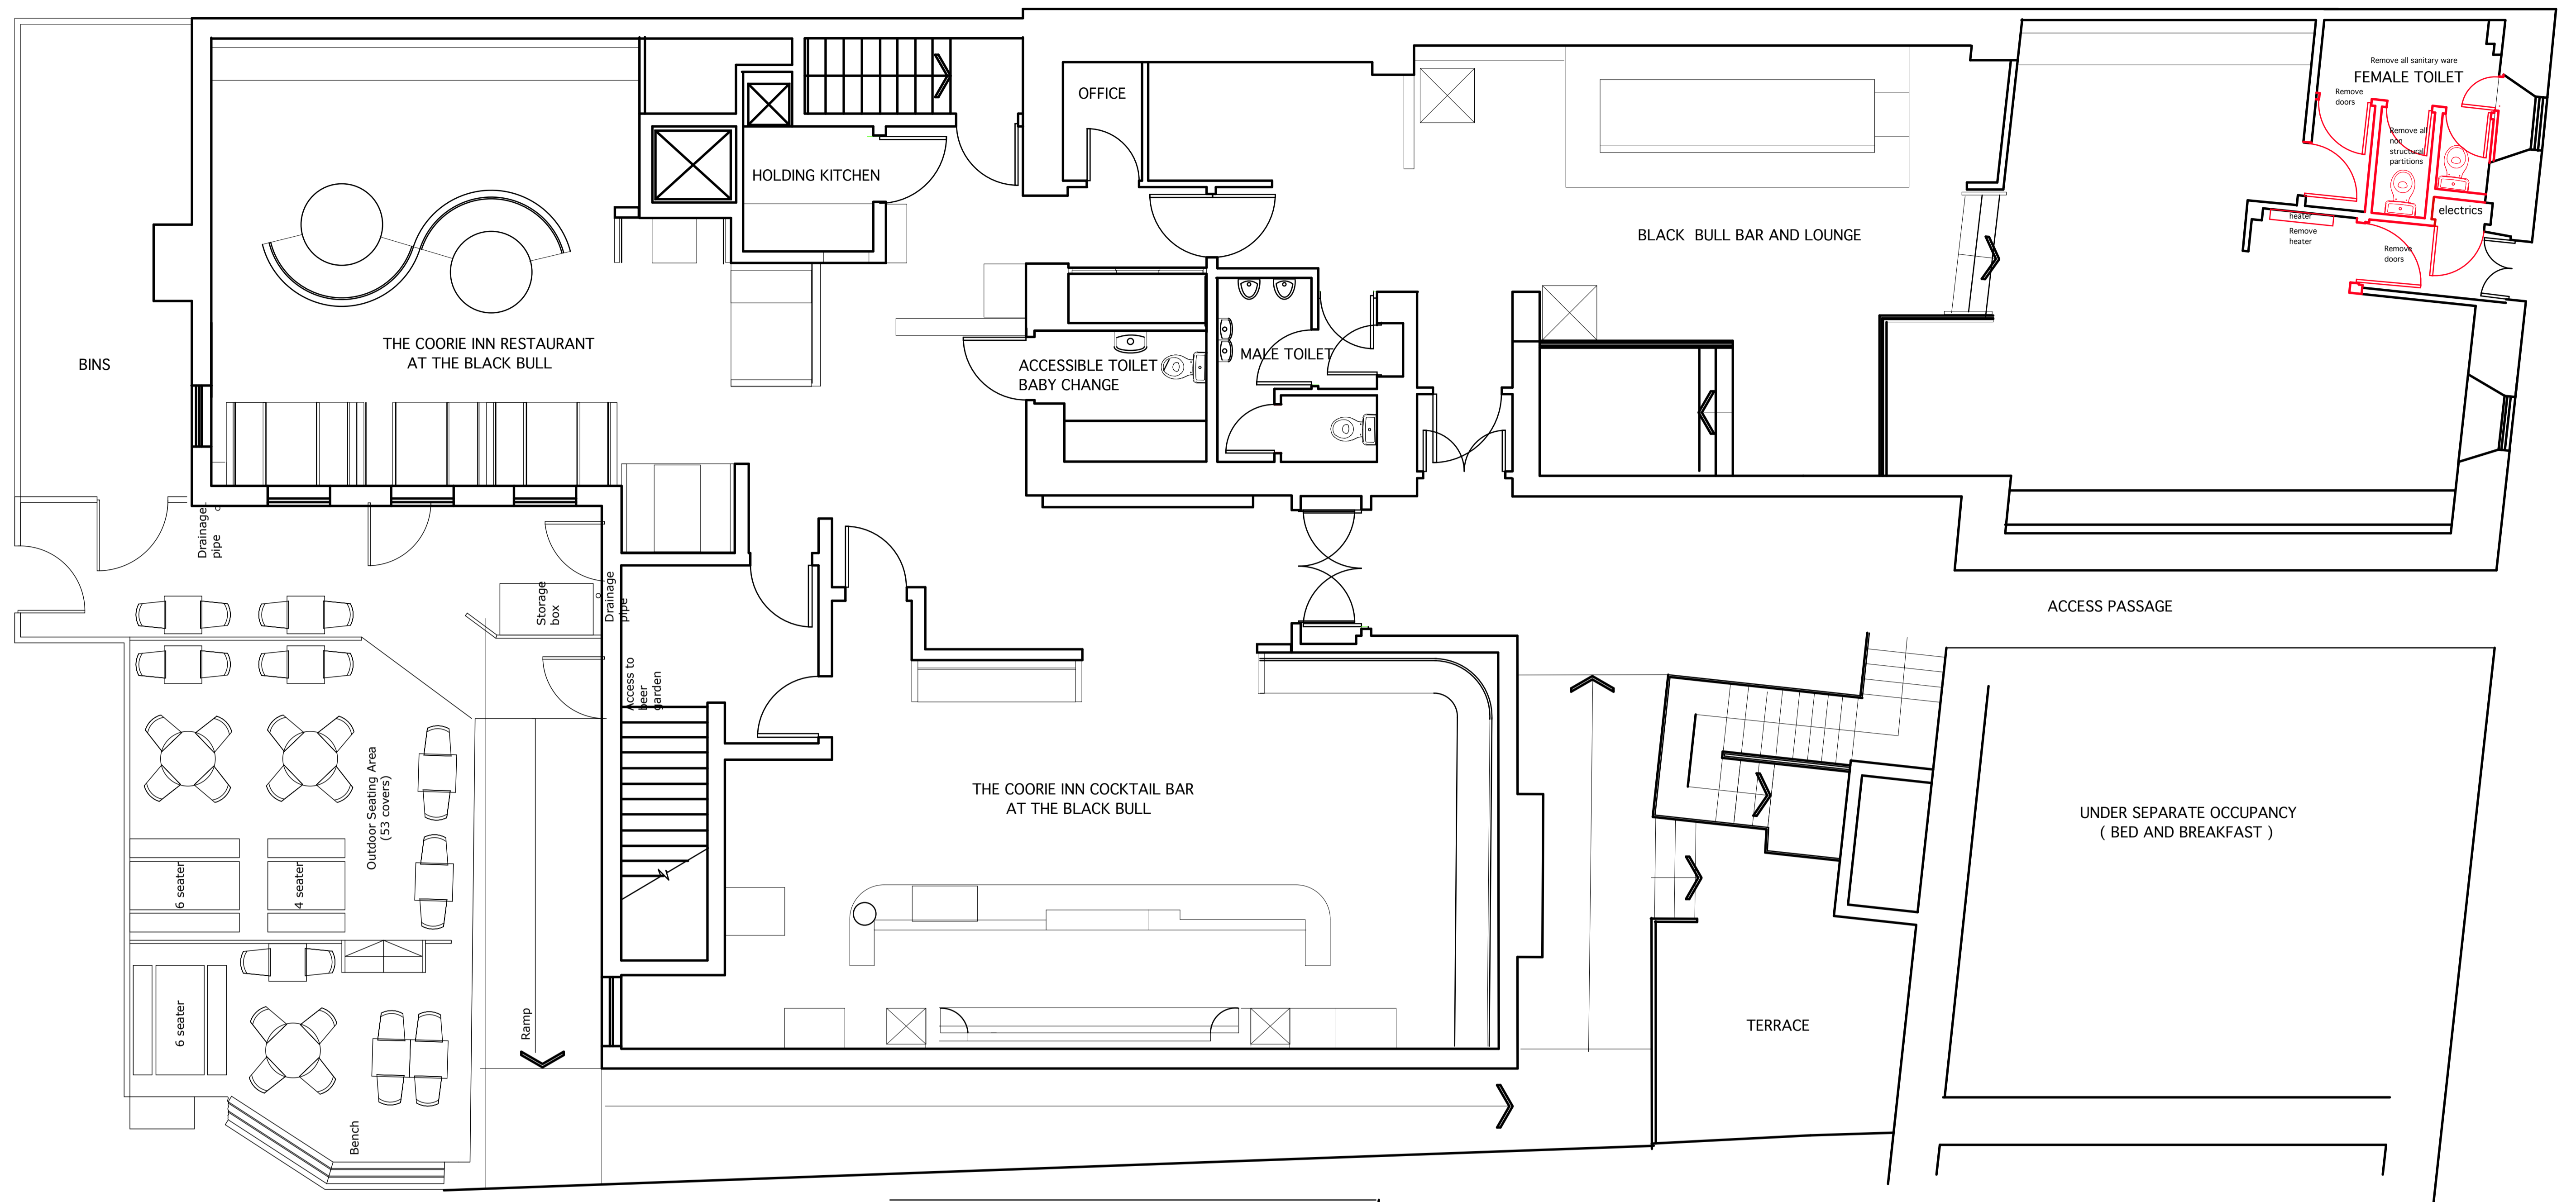 Remove all sanitary ware
FEMALE TOILET
Remove
doors
OFFICE
Remove all
non
structural
partitions
HOLDING KITCHEN
electrics
heater
Remove
heater
Remove
doors
BLACK BULL BAR AND LOUNGE
THE COORIE INN RESTAURANT
AT THE BLACK BULL
BINS
ACCESSIBLE TOILET
BABY CHANGE
MALE TOILET
Drainage
pipe
Storage
box
Drainage
pipe
ACCESS PASSAGE
Access to
beer
garden
Outdoor Seating Area
(53 covers)
THE COORIE INN COCKTAIL BAR
AT THE BLACK BULL
UNDER SEPARATE OCCUPANCY
( BED AND BREAKFAST )
6 seater
4 seater
6 seater
Ramp
TERRACE
Bench